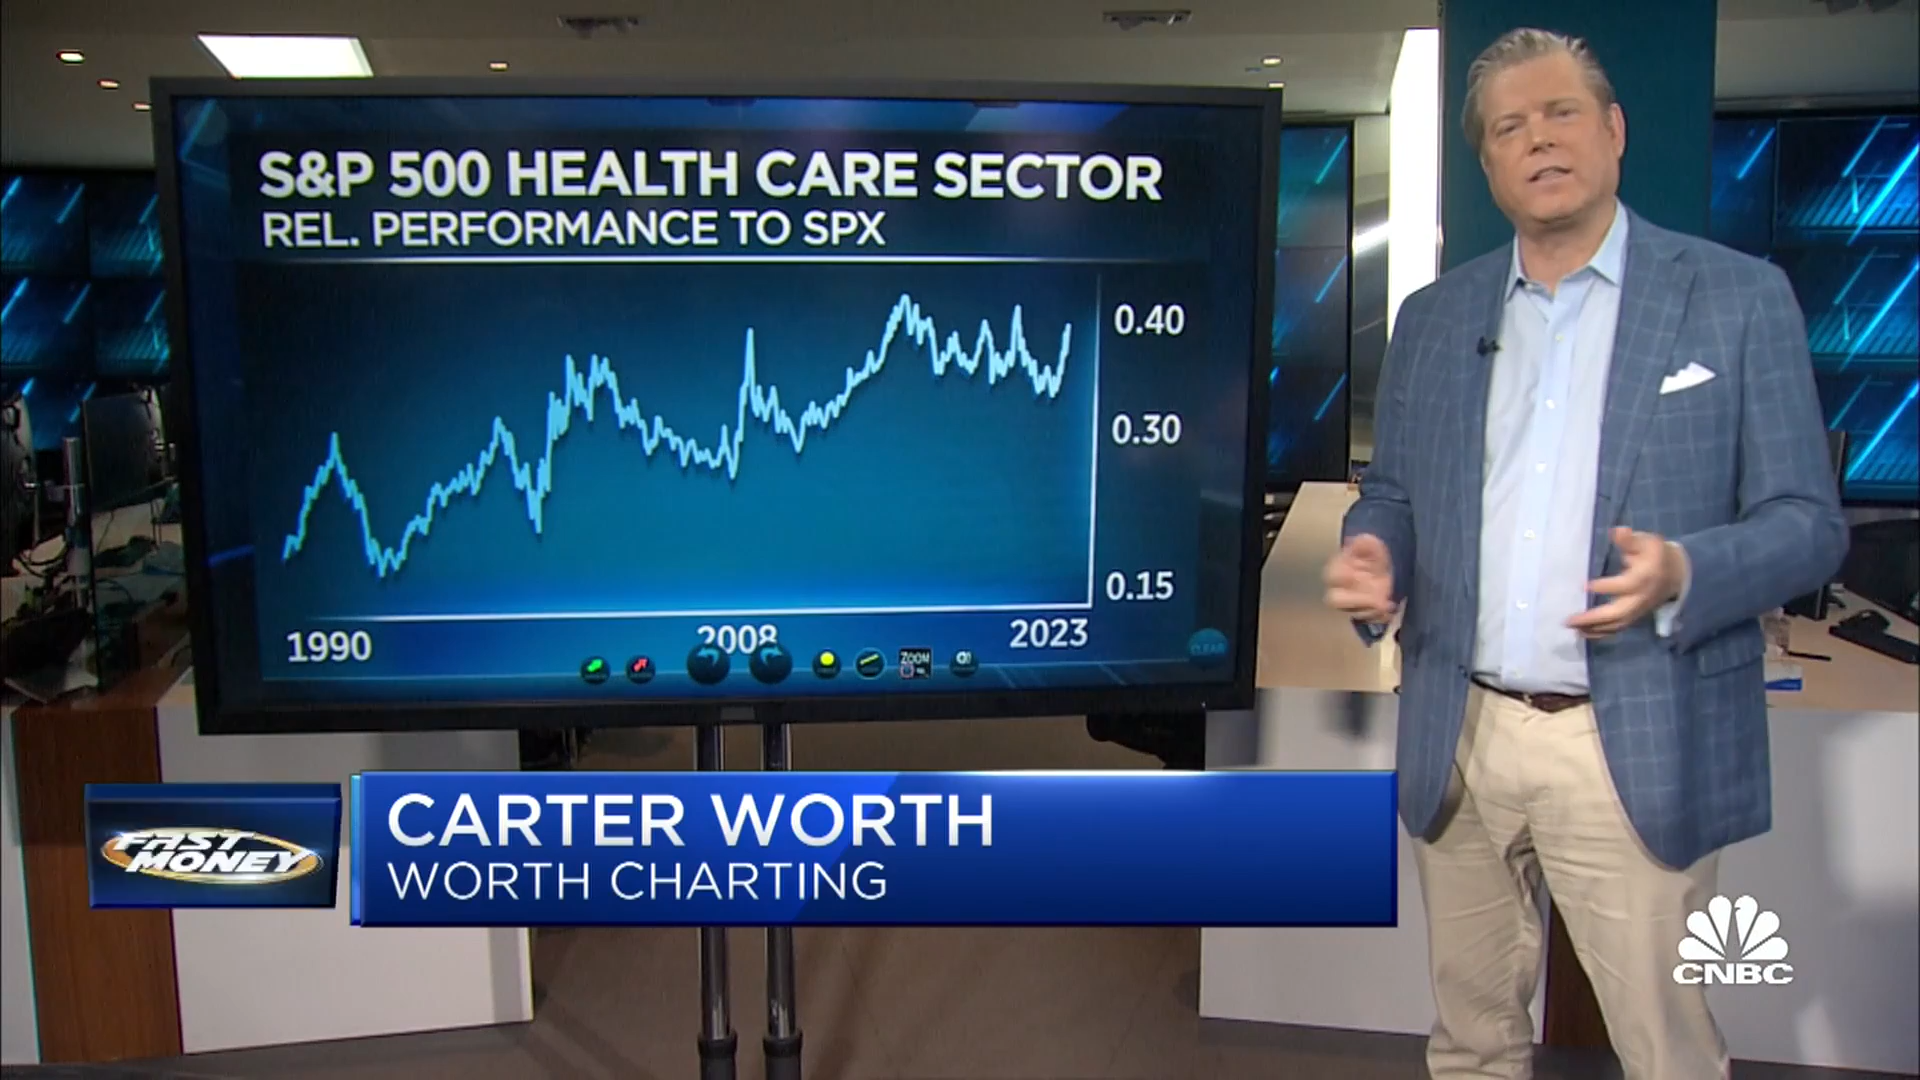 S&P 500 HEALTH CARE SECTOR
REL. PERFORMANCE TO SPX
0.40
0.30
0.15
1990
2008
2023
ZOOM
CLEAR
CARTER WORTH
WORTH CHARTING
FAST
MONEY
CNBC